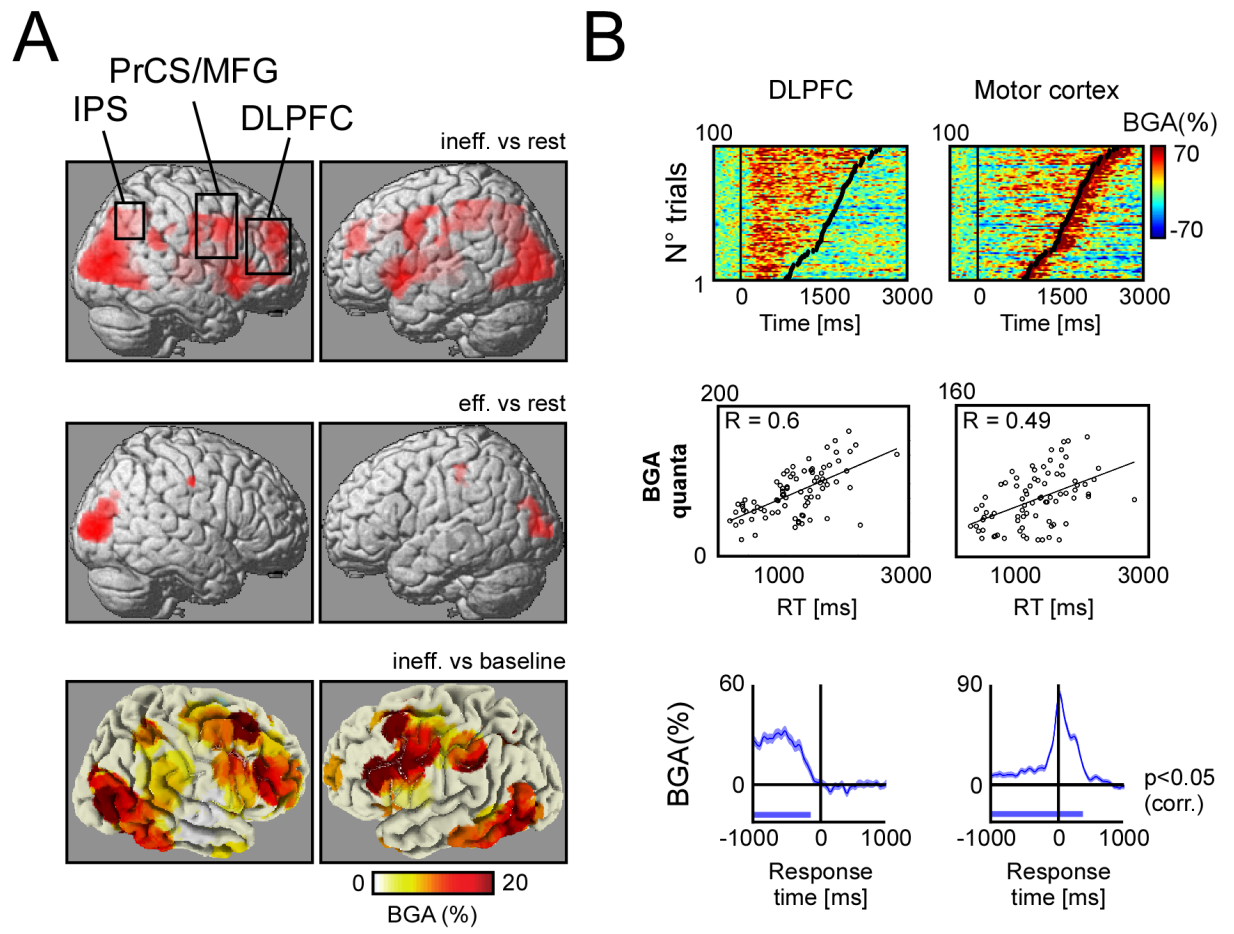 A
PrCS/MFG
IPS
DLPFC
ineff. vs rest
eff. vs rest
ineff. vs baseline
0
20
BGA (%)
B
DLPFC
Motor cortex
BGA(%)
100
100
70
-70
N° trials
1
0
1500
3000
0
1500
3000
Time [ms]
Time [ms]
200
160
R = 0.6
R = 0.49
BGA
quanta
0
1000
3000
1000
3000
RT [ms]
RT [ms]
60
90
BGA(%)
0
0
p<0.05
(corr.)
-1000
0
1000
-1000
0
1000
Response
time [ms]
Response
time [ms]